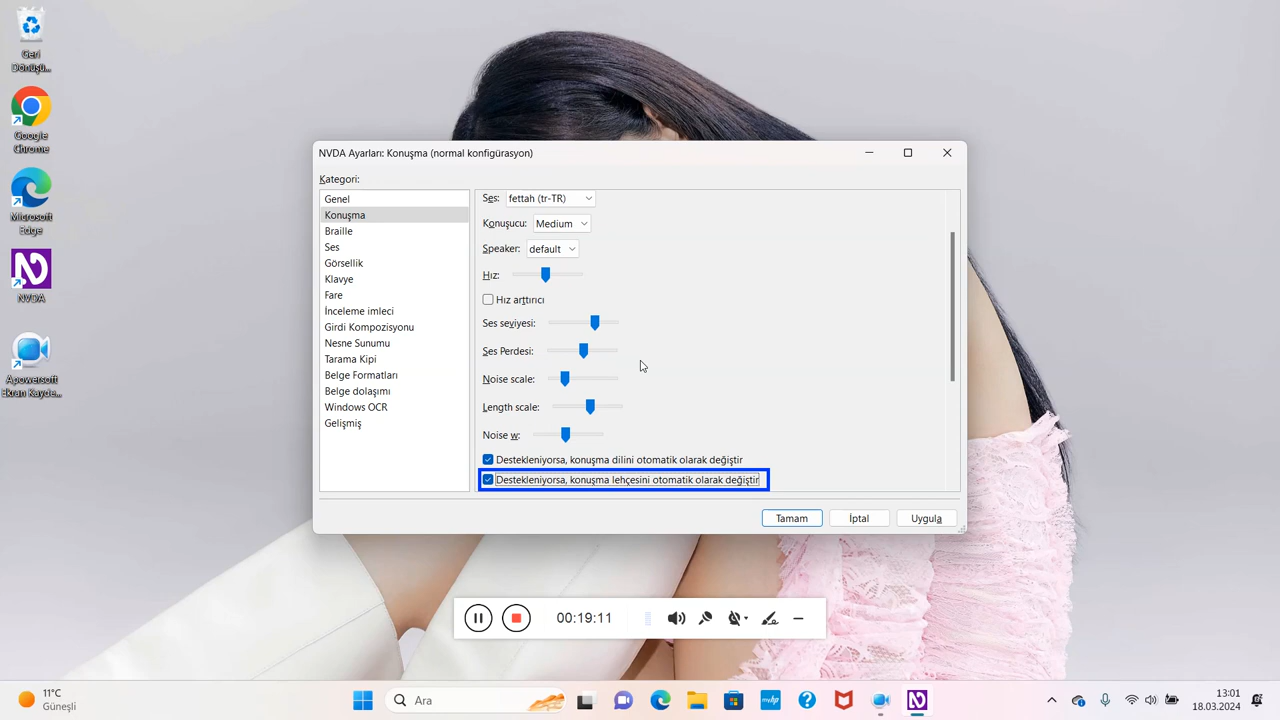 Geri
Dönüşü...
Google
Chrome
Microsoft
Edge
NVDA
Apowersoft
Ekran Kayde...
NVDA Ayarları: Konuşma (normal konfigürasyon)
Kategori:
Genel
Konuşma
Braille
Ses
Görsellik
Klavye
Fare
İnceleme imleci
Girdi Kompozisyonu
Nesne Sunumu
Tarama Kipi
Belge Formatları
Belge dolaşımı
Windows OCR
Gelişmiş
Ses: fettah (tr-TR)
Konuşucu: Medium
Speaker: default
Hız:
Hız arttırıcı
Ses seviyesi:
Ses Perdesi:
Noise scale:
Length scale:
Noise w:
Destekleniyorsa, konuşma dilini otomatik olarak değiştir
Destekleniyorsa, konuşma lehçesini otomatik olarak değiştir
Tamam İptal Uygula
00:19:11
11°C
Güneşli
Ara
13:01
18.03.2024